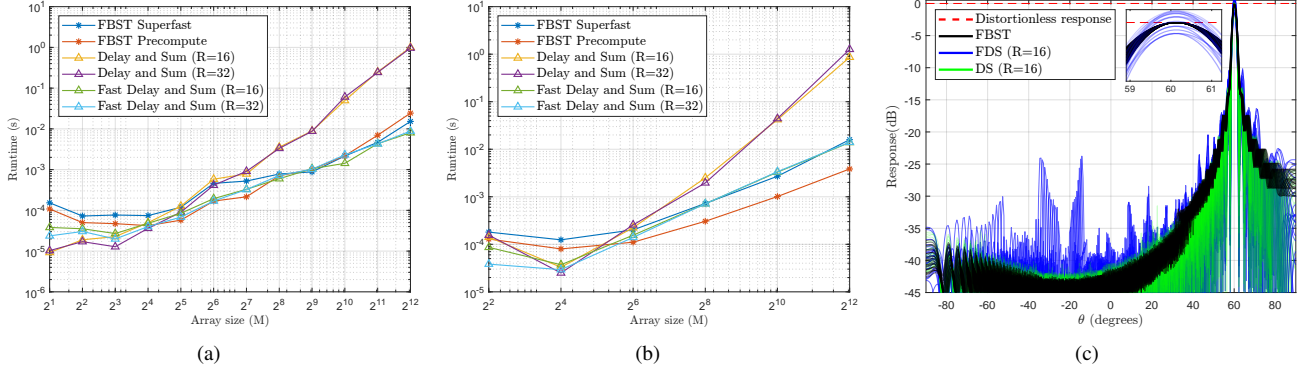 FBST Superfast
FBST Precompute
Delay and Sum (R=16)
Delay and Sum (R=32)
Fast Delay and Sum (R=16)
Fast Delay and Sum (R=32)
Runtime (s)
10^1
10^0
10^-1
10^-2
10^-3
10^-4
10^-5
10^-6
2^1 2^2 2^3 2^4 2^5 2^6 2^7 2^8 2^9 2^10 2^11 2^12
Array size (M)
(a)
FBST Superfast
FBST Precompute
Delay and Sum (R=16)
Delay and Sum (R=32)
Fast Delay and Sum (R=16)
Fast Delay and Sum (R=32)
Runtime (s)
10^1
10^0
10^-1
10^-2
10^-3
10^-4
10^-5
2^2 2^4 2^6 2^8 2^10 2^12
Array size (M)
(b)
Distortionless response
FBST
FDS (R=16)
DS (R=16)
59 60 61
Response(dB)
0
-5
-10
-15
-20
-25
-30
-35
-40
-45
-80 -60 -40 -20 0 20 40 60 80
θ (degrees)
(c)